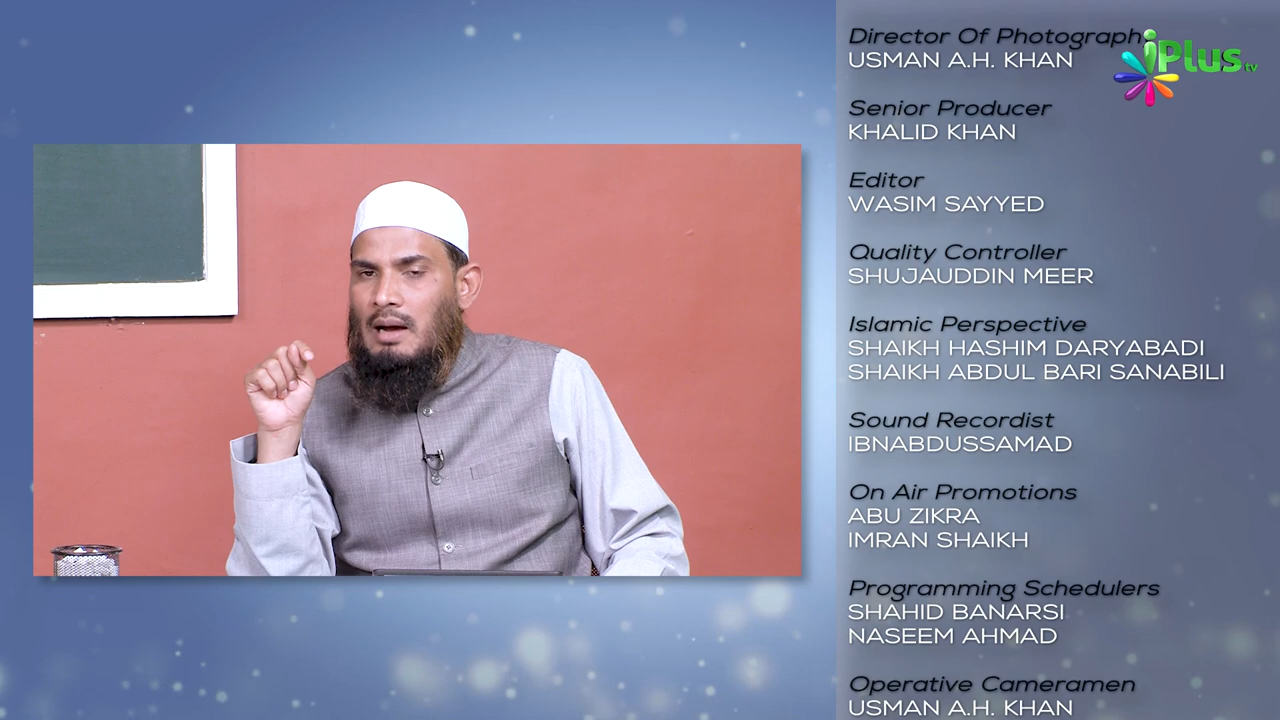 Director Of Photography
USMAN A.H. KHAN
iPlus.tv
Senior Producer
KHALID KHAN
Editor
WASIM SAYYED
Quality Controller
SHUJAUDDIN MEER
Islamic Perspective
SHAIKH HASHIM DARYABADI
SHAIKH ABDUL BARI SANABILI
Sound Recordist
IBNABDUSSAMAD
On Air Promotions
ABU ZIKRA
IMRAN SHAIKH
Programming Schedulers
SHAHID BANARSI
NASEEM AHMAD
Operative Cameramen
USMAN A.H. KHAN